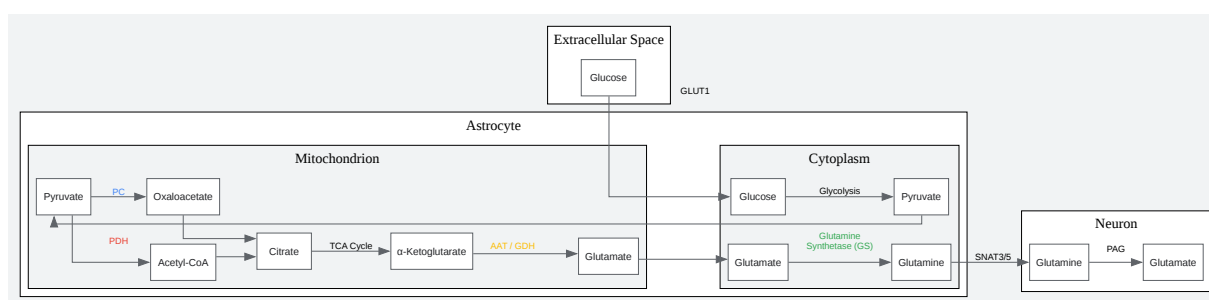 Extracellular Space
Glucose
GLUT1
Astrocyte
Mitochondrion
Pyruvate
PC
Oxaloacetate
PDH
Acetyl-CoA
Citrate
TCA Cycle
α-Ketoglutarate
AAT / GDH
Glutamate
Cytoplasm
Glucose
Glycolysis
Pyruvate
Glutamate
Glutamine
Synthetase (GS)
Glutamine
SNAT3/5
Neuron
Glutamine
PAG
Glutamate